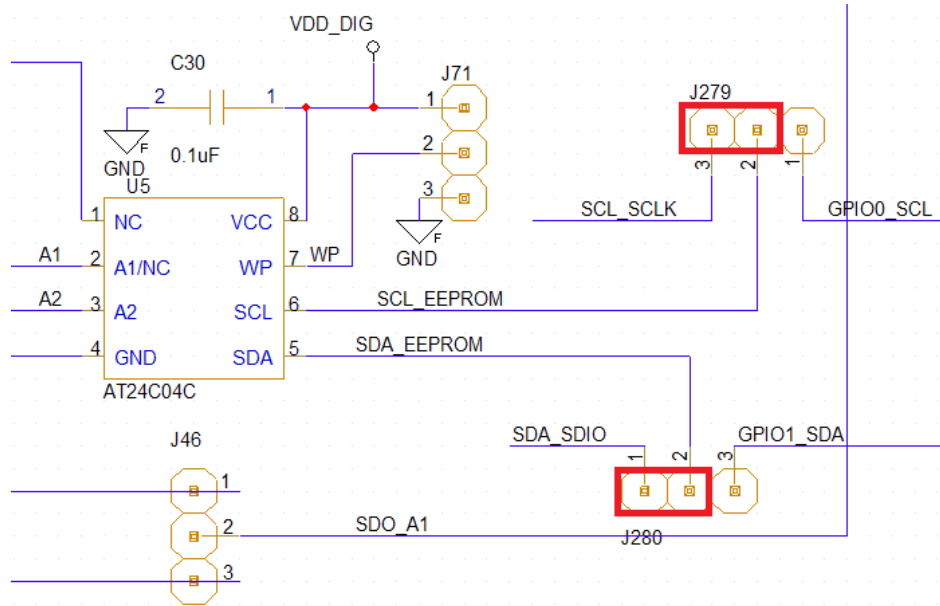 VDD_DIG
C30
J71
2 1
1
J279
F
GND
0.1uF
2
3
F
GND
3 2 1
U5
1 NC VCC 8
SCL_SCLK
GPIO0_SCL
A1 2 A1/NC WP 7 WP
A2 3 A2 SCL 6 SCL_EEPROM
4 GND SDA 5 SDA_EEPROM
AT24C04C
J46
SDA_SDIO
GPIO1_SDA
1 2 3
1
2 SDO_A1
J280
3